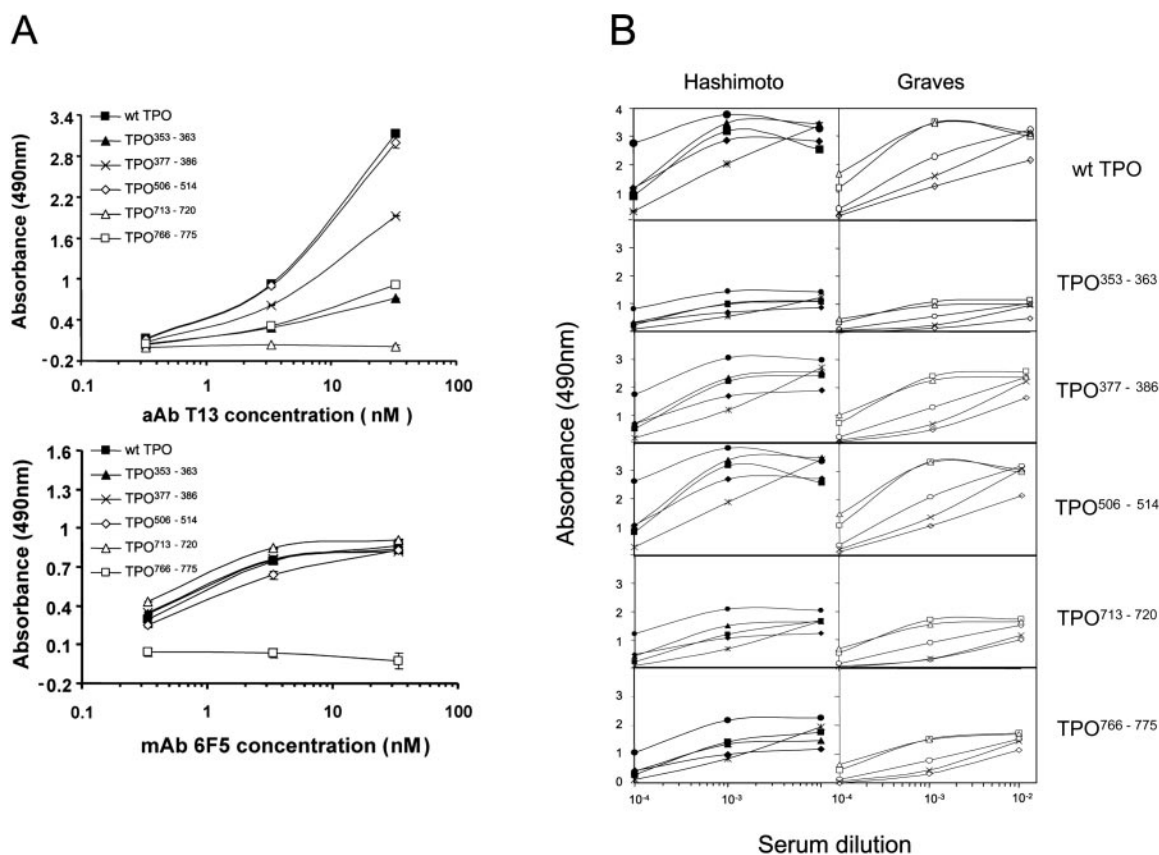 A
3.4
2.8
2.2
1.6
1
0.4
-0.2
Absorbance (490nm)
wt TPO
TPO353 - 363
TPO377 - 386
TPO506 - 514
TPO713 - 720
TPO766 - 775
0.1
1
10
100
aAb T13 concentration ( nM )
1.6
1.3
1
0.7
0.4
0.1
-0.2
Absorbance (490nm)
wt TPO
TPO353 - 363
TPO377 - 386
TPO506 - 514
TPO713 - 720
TPO766 - 775
0.1
1
10
100
mAb 6F5 concentration (nM)
B
Hashimoto
Graves
Absorbance (490nm)
4
3
2
1
wt TPO
3
2
1
TPO353 - 363
3
2
1
TPO377 - 386
3
2
1
TPO506 - 514
3
2
1
TPO713 - 720
3
2
1
0
TPO766 - 775
10-4
10-3
10-4
10-3
10-2
Serum dilution